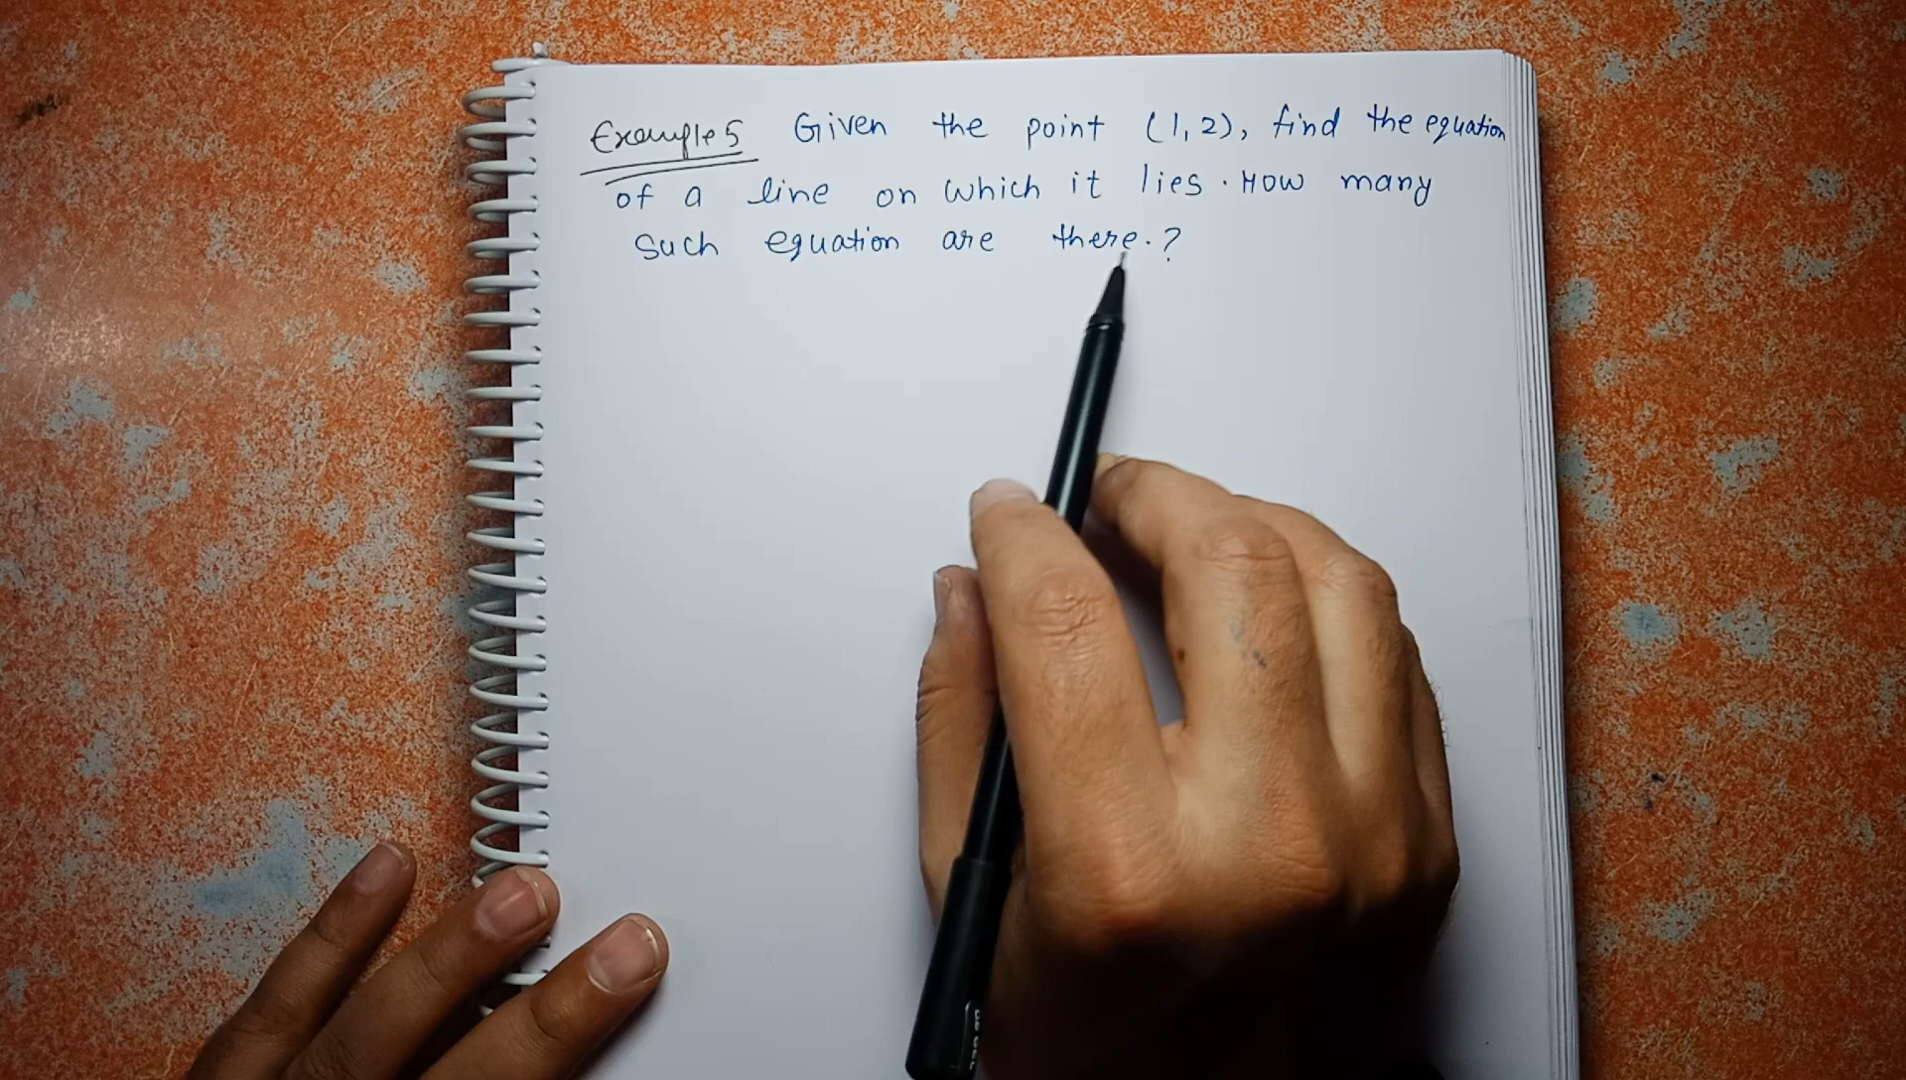 Example 5 Given the point (1,2), find the equation
of a line on which it lies. How many
such equation are there.?